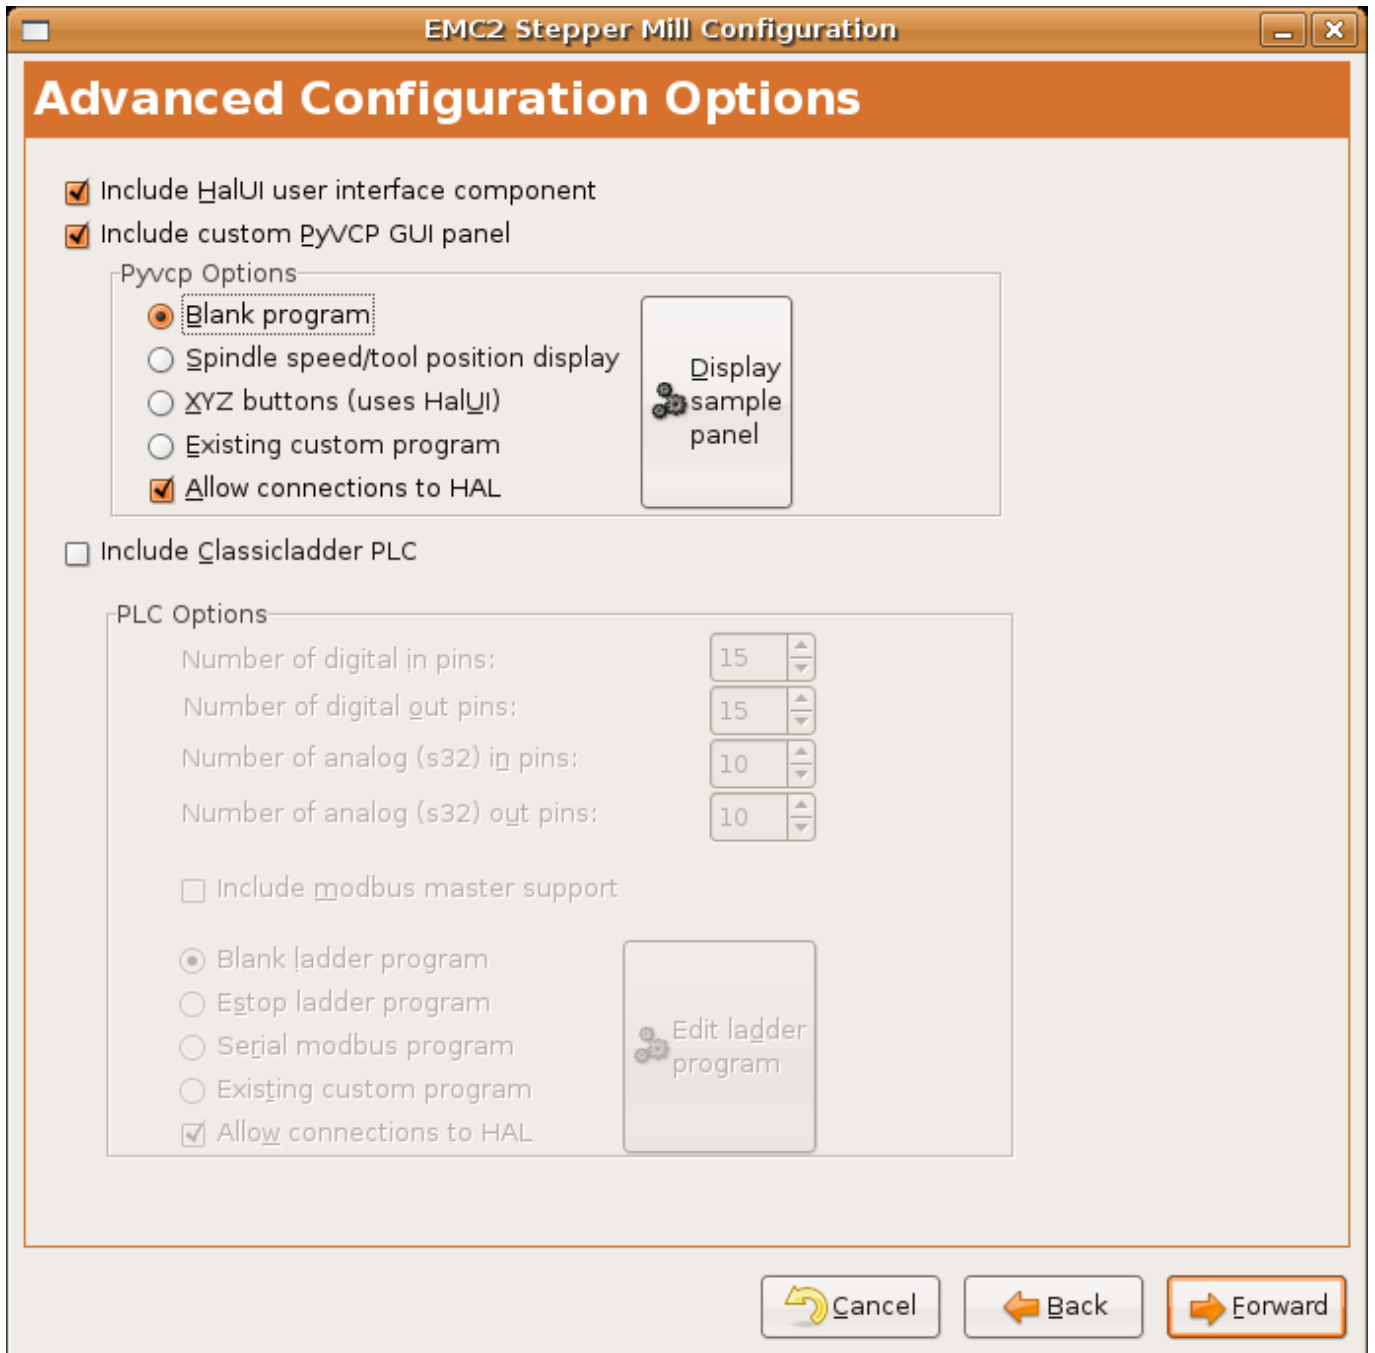 EMC2 Stepper Mill Configuration
Advanced Configuration Options
Include HalUI user interface component
Include custom PyVCP GUI panel
Pyvcp Options
Blank program
Spindle speed/tool position display
XYZ buttons (uses HalUI)
Existing custom program
Allow connections to HAL
Display
sample
panel
Include Classicladder PLC
PLC Options
Number of digital in pins: 15
Number of digital out pins: 15
Number of analog (s32) in pins: 10
Number of analog (s32) out pins: 10
Include modbus master support
Blank ladder program
Estop ladder program
Serial modbus program
Existing custom program
Allow connections to HAL
Edit ladder
program
Cancel Back Forward